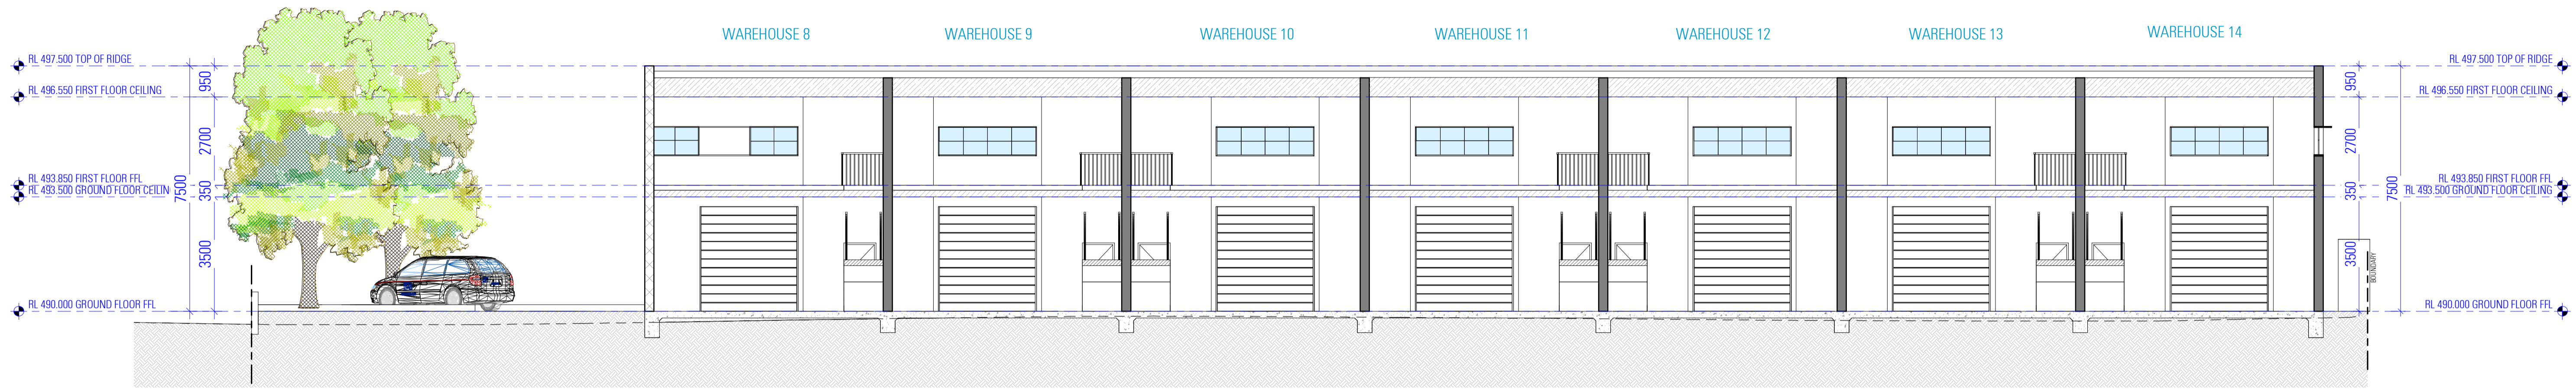 WAREHOUSE 8
WAREHOUSE 9
WAREHOUSE 10
WAREHOUSE 11
WAREHOUSE 12
WAREHOUSE 13
WAREHOUSE 14
RL 497.500 TOP OF RIDGE
RL 496.550 FIRST FLOOR CEILING
RL 493.850 FIRST FLOOR FFL
RL 493.500 GROUND FLOOR CEILIN
RL 490.000 GROUND FLOOR FFL
950
2700
350
3500
7500
950
2700
350
3500
7500
BOUNDARY
RL 497.500 TOP OF RIDGE
RL 496.550 FIRST FLOOR CEILING
RL 493.850 FIRST FLOOR FFL
RL 493.500 GROUND FLOOR CEILING
RL 490.000 GROUND FLOOR FFL